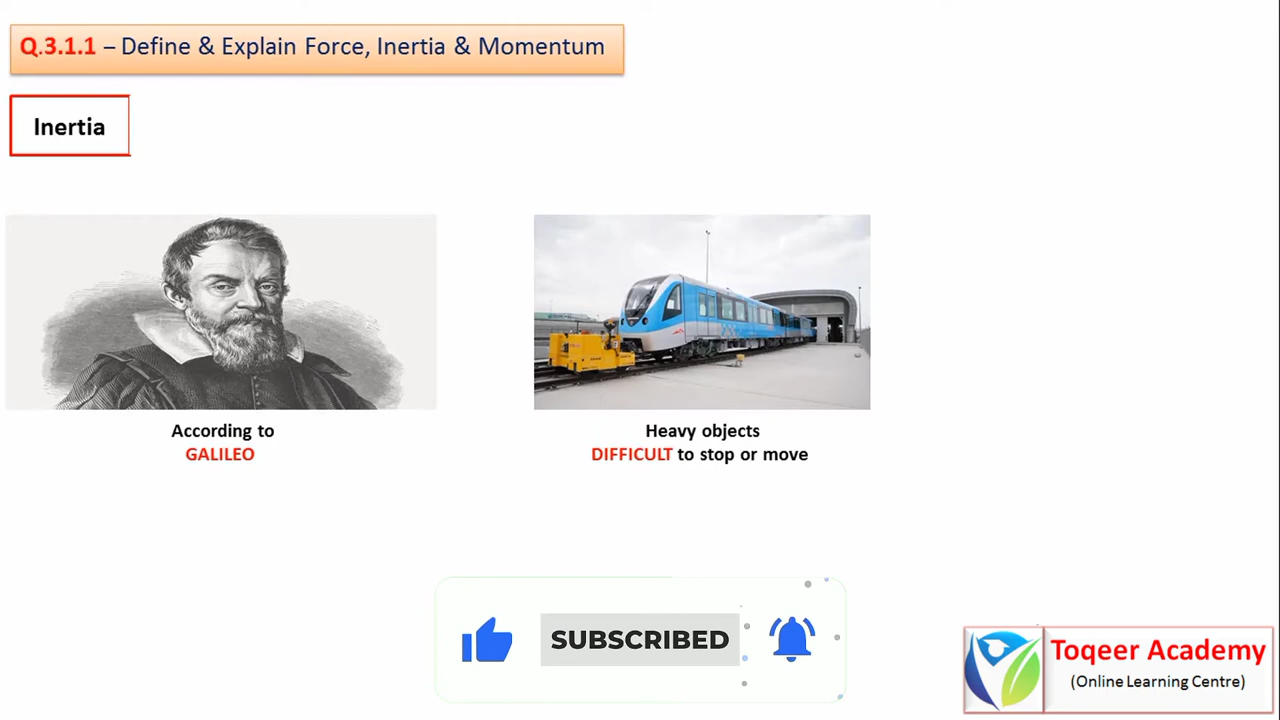 Q.3.1.1 – Define & Explain Force, Inertia & Momentum
Inertia
According to
GALILEO
Heavy objects
DIFFICULT to stop or move
SUBSCRIBED
Toqeer Academy
(Online Learning Centre)